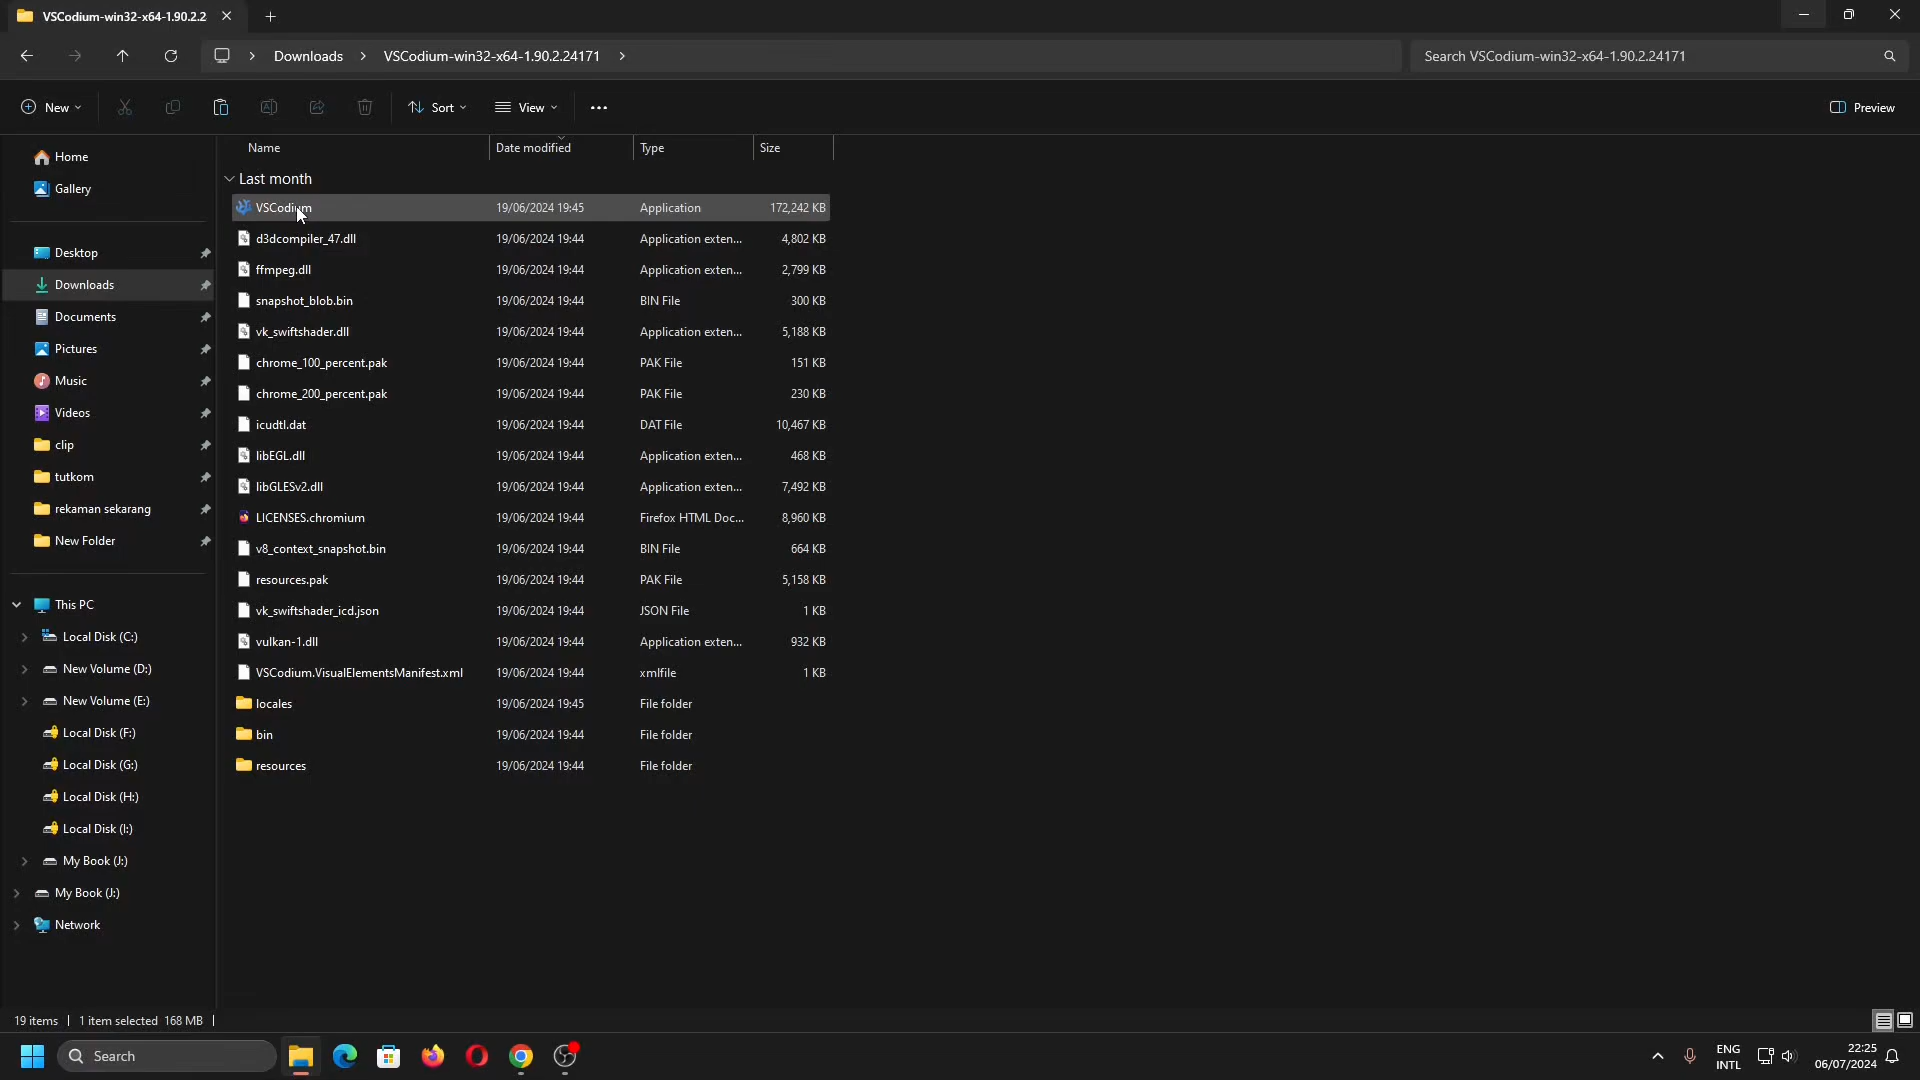 VSCodium-win32-x64-1.90.2.2
Downloads VSCodium-win32-x64-1.90.2.24171
Search VSCodium-win32-x64-1.90.2.24171
New Sort View Preview
Home
Gallery
Desktop
Downloads
Documents
Pictures
Music
Videos
clip
tutkom
rekaman sekarang
New Folder
This PC
Local Disk (C:)
New Volume (D:)
New Volume (E:)
Local Disk (F:)
Local Disk (G:)
Local Disk (H:)
Local Disk (I:)
My Book (J:)
My Book (J:)
Network
Name Date modified Type Size
Last month
VSCodium 19/06/2024 19:45 Application 172,242 KB
d3dcompiler_47.dll 19/06/2024 19:44 Application exten... 4,802 KB
ffmpeg.dll 19/06/2024 19:44 Application exten... 2,799 KB
snapshot_blob.bin 19/06/2024 19:44 BIN File 300 KB
vk_swiftshader.dll 19/06/2024 19:44 Application exten... 5,188 KB
chrome_100_percent.pak 19/06/2024 19:44 PAK File 151 KB
chrome_200_percent.pak 19/06/2024 19:44 PAK File 230 KB
icudtl.dat 19/06/2024 19:44 DAT File 10,467 KB
libEGL.dll 19/06/2024 19:44 Application exten... 468 KB
libGLESv2.dll 19/06/2024 19:44 Application exten... 7,492 KB
LICENSES.chromium 19/06/2024 19:44 Firefox HTML Doc... 8,960 KB
v8_context_snapshot.bin 19/06/2024 19:44 BIN File 664 KB
resources.pak 19/06/2024 19:44 PAK File 5,158 KB
vk_swiftshader_icd.json 19/06/2024 19:44 JSON File 1 KB
vulkan-1.dll 19/06/2024 19:44 Application exten... 932 KB
VSCodium.VisualElementsManifest.xml 19/06/2024 19:44 xmlfile 1 KB
locales 19/06/2024 19:45 File folder
bin 19/06/2024 19:44 File folder
resources 19/06/2024 19:44 File folder
19 items 1 item selected 168 MB
Search
ENG
INTL
22:25
06/07/2024